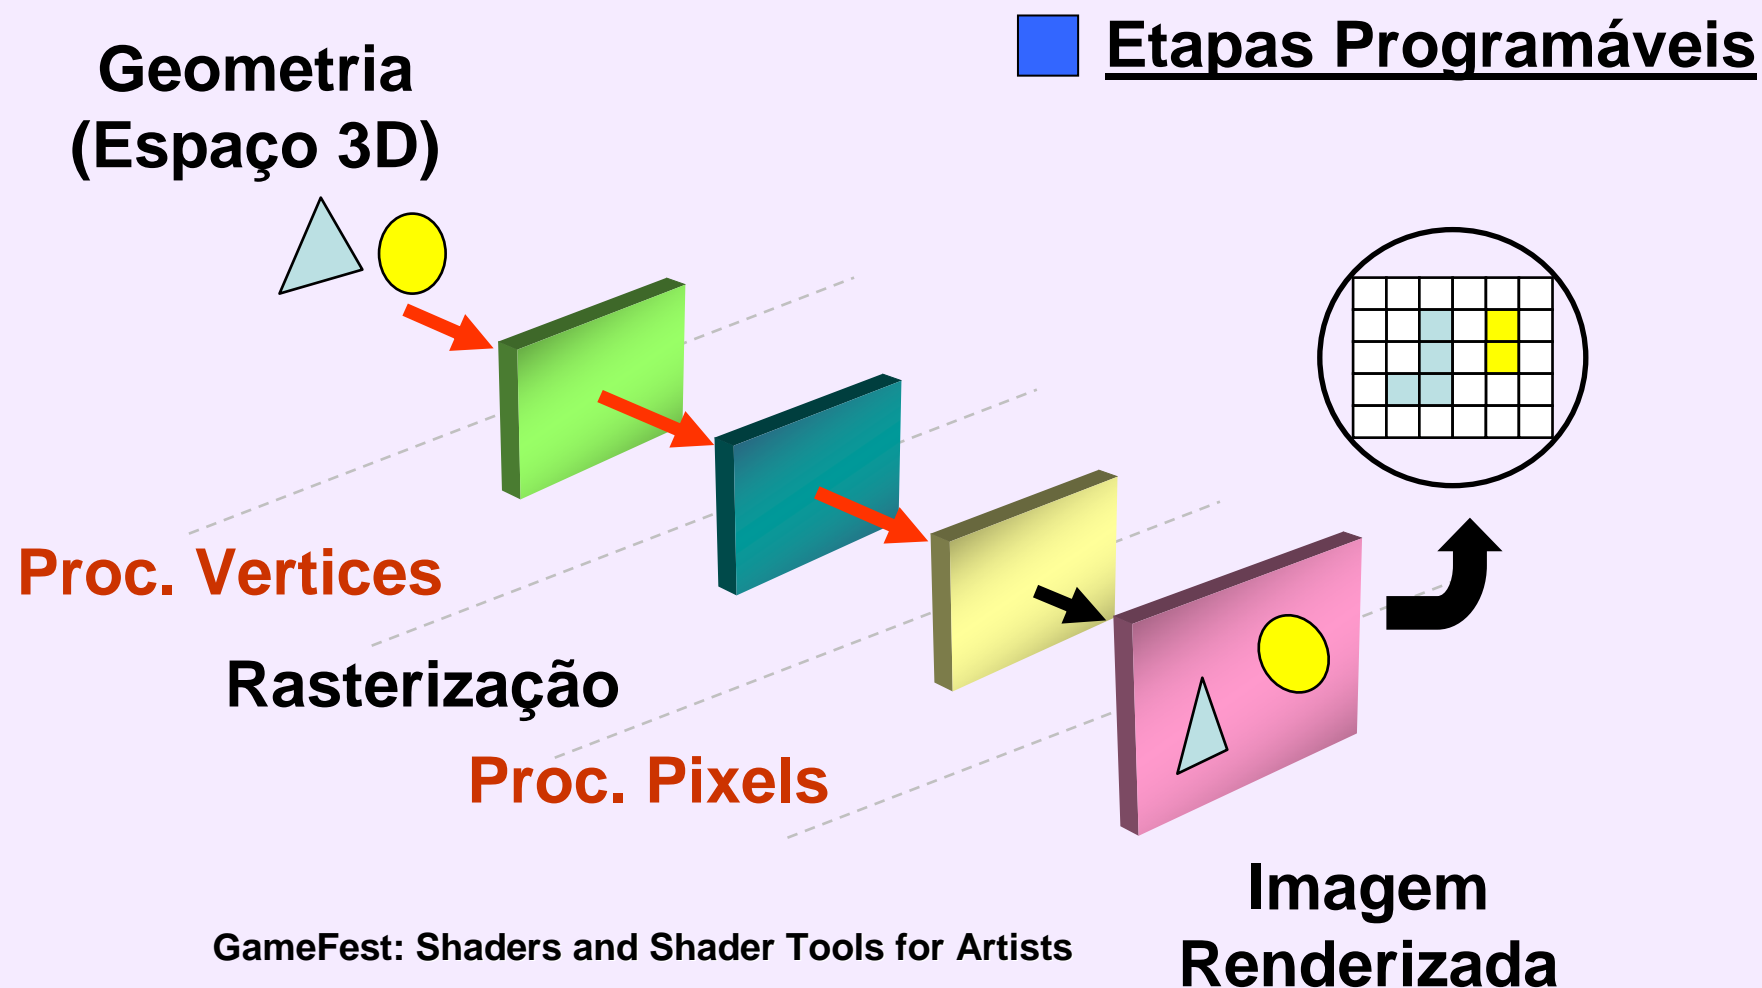 Etapas Programáveis
Geometria
(Espaço 3D)
Proc. Vertices
Rasterização
Proc. Pixels
Imagem
Renderizada
GameFest: Shaders and Shader Tools for Artists